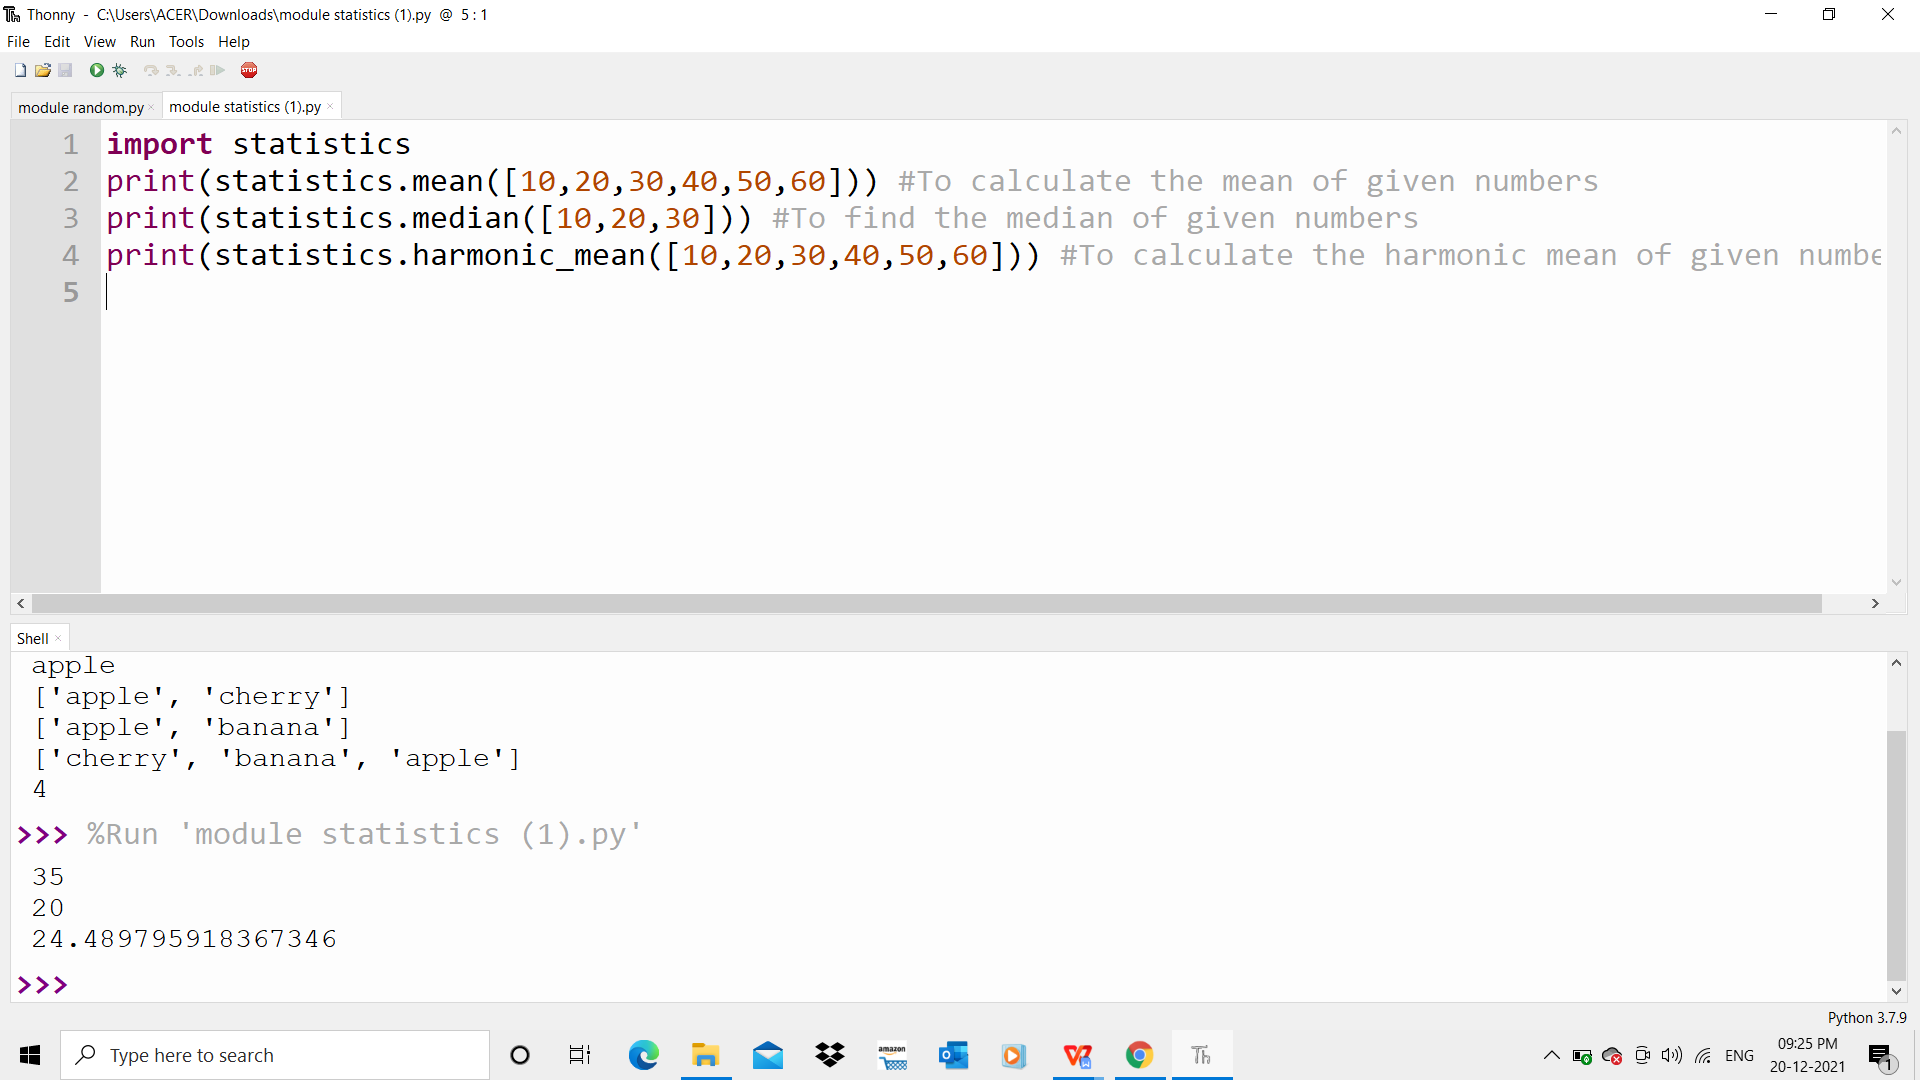 Thonny - C:\Users\ACER\Downloads\module statistics (1).py @ 5 : 1
File Edit View Run Tools Help
STOP
module random.py × module statistics (1).py ×
1 import statistics
2 print(statistics.mean([10,20,30,40,50,60])) #To calculate the mean of given numbers
3 print(statistics.median([10,20,30])) #To find the median of given numbers
4 print(statistics.harmonic_mean([10,20,30,40,50,60])) #To calculate the harmonic mean of given numbe
5
Shell ×
apple
['apple', 'cherry']
['apple', 'banana']
['cherry', 'banana', 'apple']
4
>>> %Run 'module statistics (1).py'
35
20
24.489795918367346
>>>
Python 3.7.9
Type here to search
amazon
Th
ENG
09:25 PM
20-12-2021
1